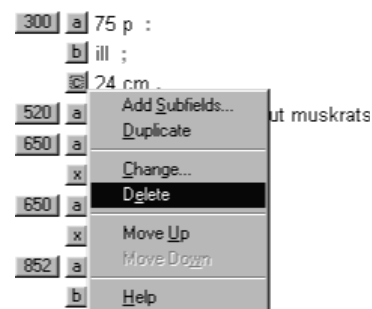 300 a 75 p :
b ill ;
c 24 cm .
520 a ut muskrats
Add Subfields...
Duplicate
650 a
x Change...
Delete
650 a
x Move Up
852 a Move Down
b Help